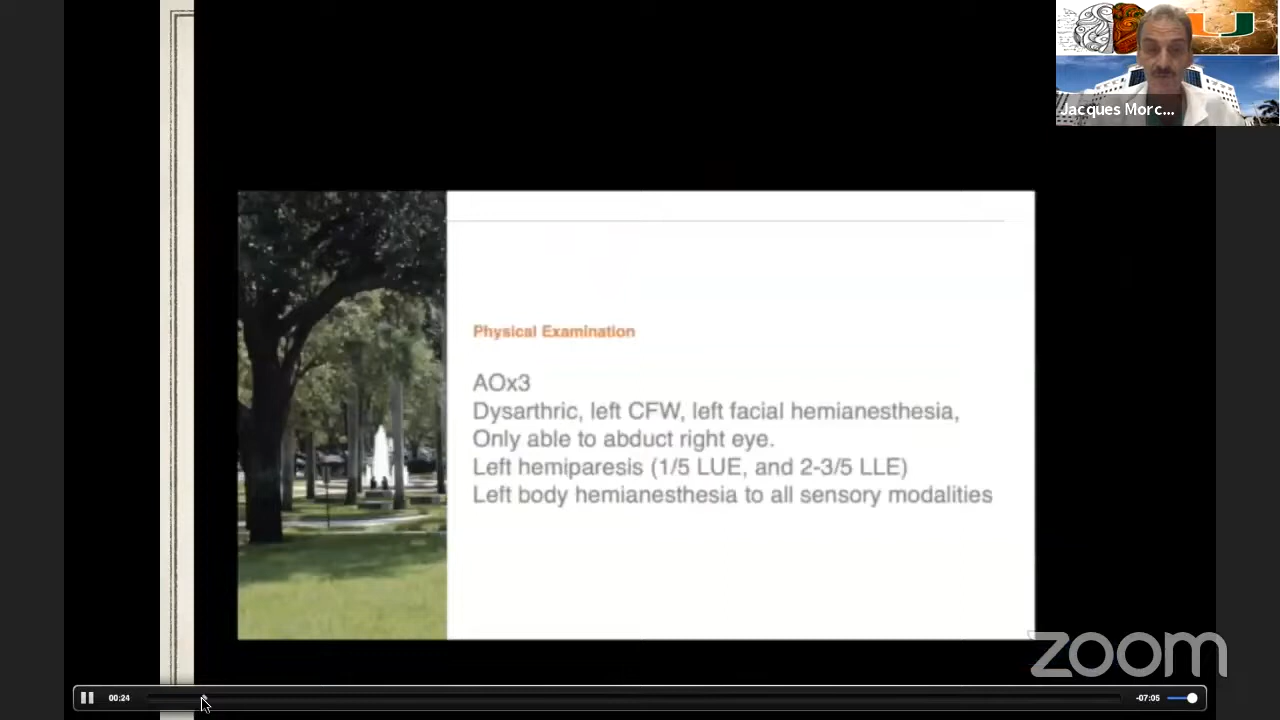 Jacques Morc...
Physical Examination
AOx3
Dysarthric, left CFW, left facial hemianesthesia,
Only able to abduct right eye.
Left hemiparesis (1/5 LUE, and 2-3/5 LLE)
Left body hemianesthesia to all sensory modalities
zoom
00:24
-07:05